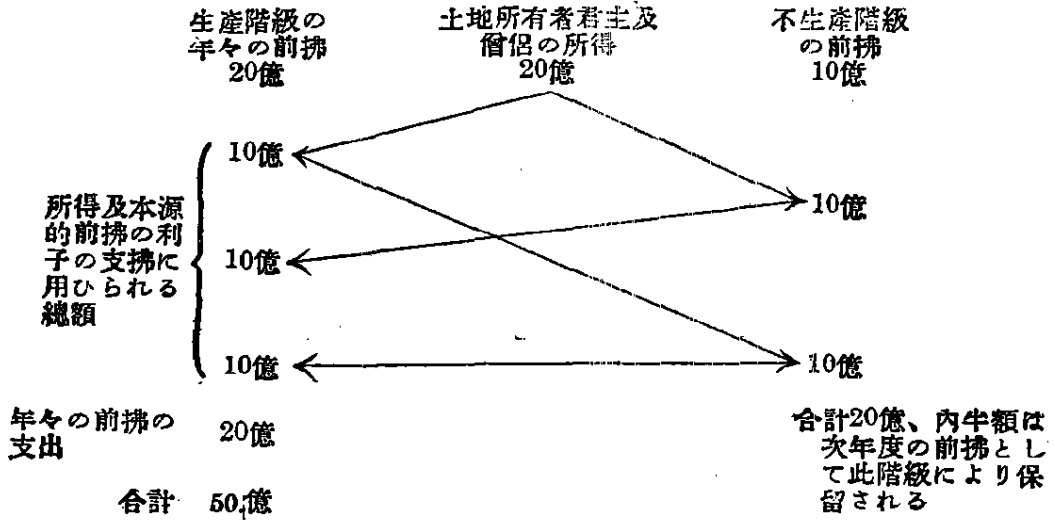 生産階級の
年々の前拂
20億
土地所有者君主及
僧侶の所得
20億
不生産階級
の前拂
10億
10億
10億
10億
所得及本源
的前拂の利
子の支拂に
用ひられる
總額
10億
10億
年々の前拂の
支出
20億
合計 50億
合計20億、内半額は
次年度の前拂とし
て此階級により保
留される